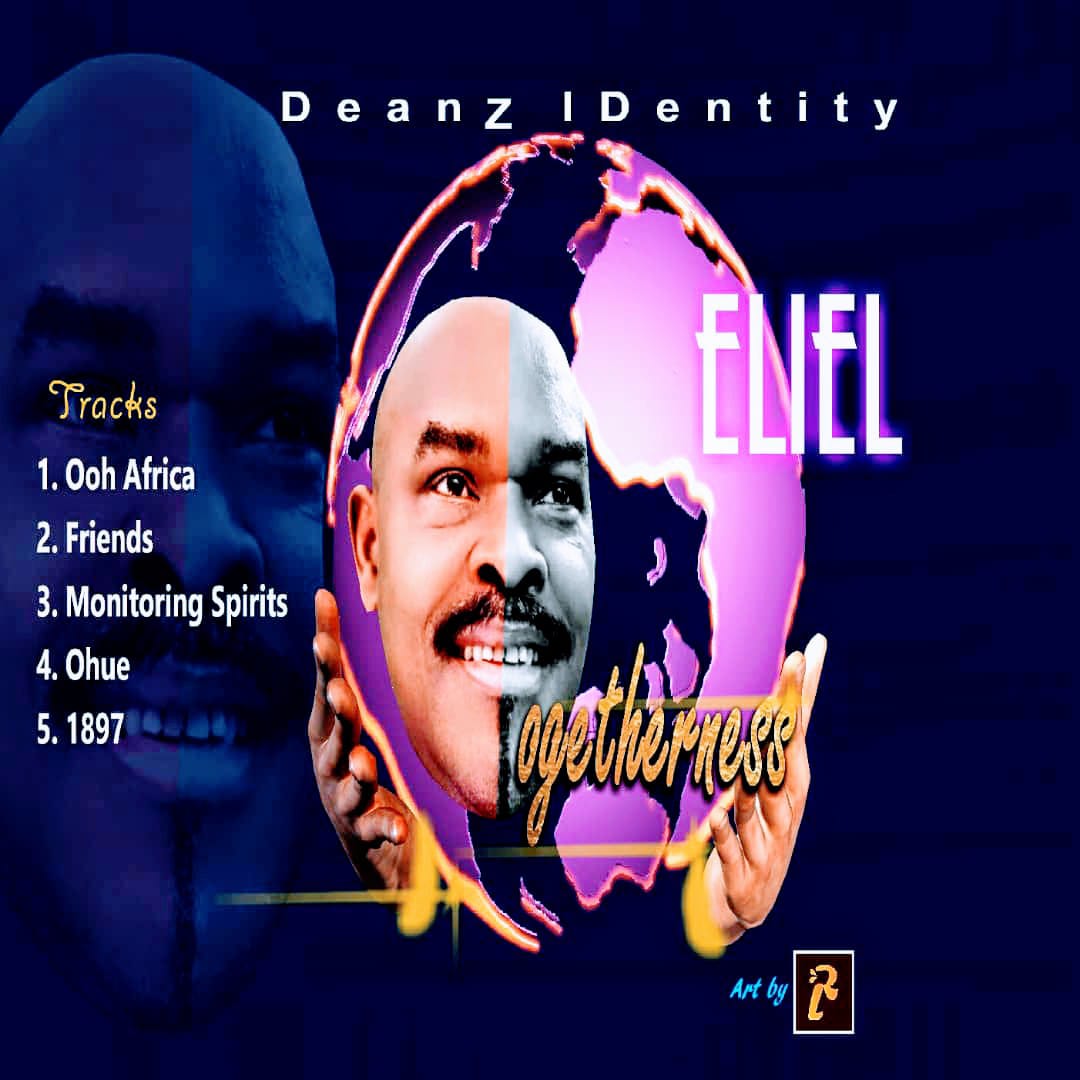 Deanz IDentity
ELIEL
Tracks
1. Ooh Africa
2. Friends
3. Monitoring Spirits
4. Ohue
5. 1897
ogetherness
Art by